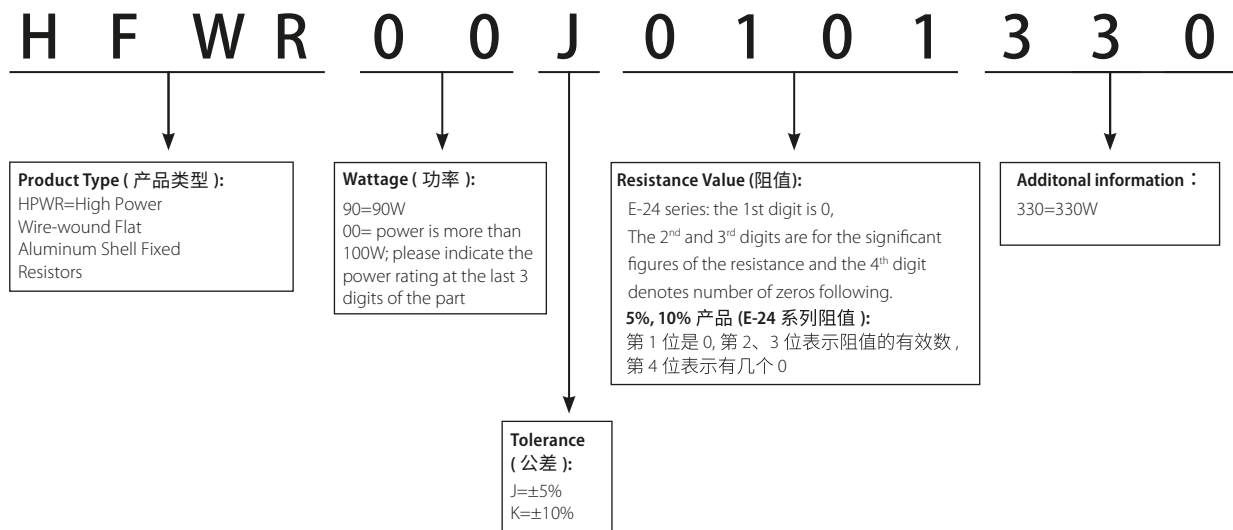 H F W R 0 0 J 0 1 0 1 3 3 0
Product Type ( 产品类型 ):
HPWR=High Power
Wire-wound Flat
Aluminum Shell Fixed
Resistors
Wattage ( 功率 ):
90=90W
00= power is more than
100W; please indicate the
power rating at the last 3
digits of the part
Resistance Value (阻值):
E-24 series: the 1st digit is 0,
The 2nd and 3rd digits are for the significant
figures of the resistance and the 4th digit
denotes number of zeros following.
5%, 10% 产品 (E-24 系列阻值 ):
第 1 位是 0, 第 2、3 位表示阻值的有效数 ,
第 4 位表示有几个 0
Additonal information：
330=330W
Tolerance
( 公差 ):
J=±5%
K=±10%